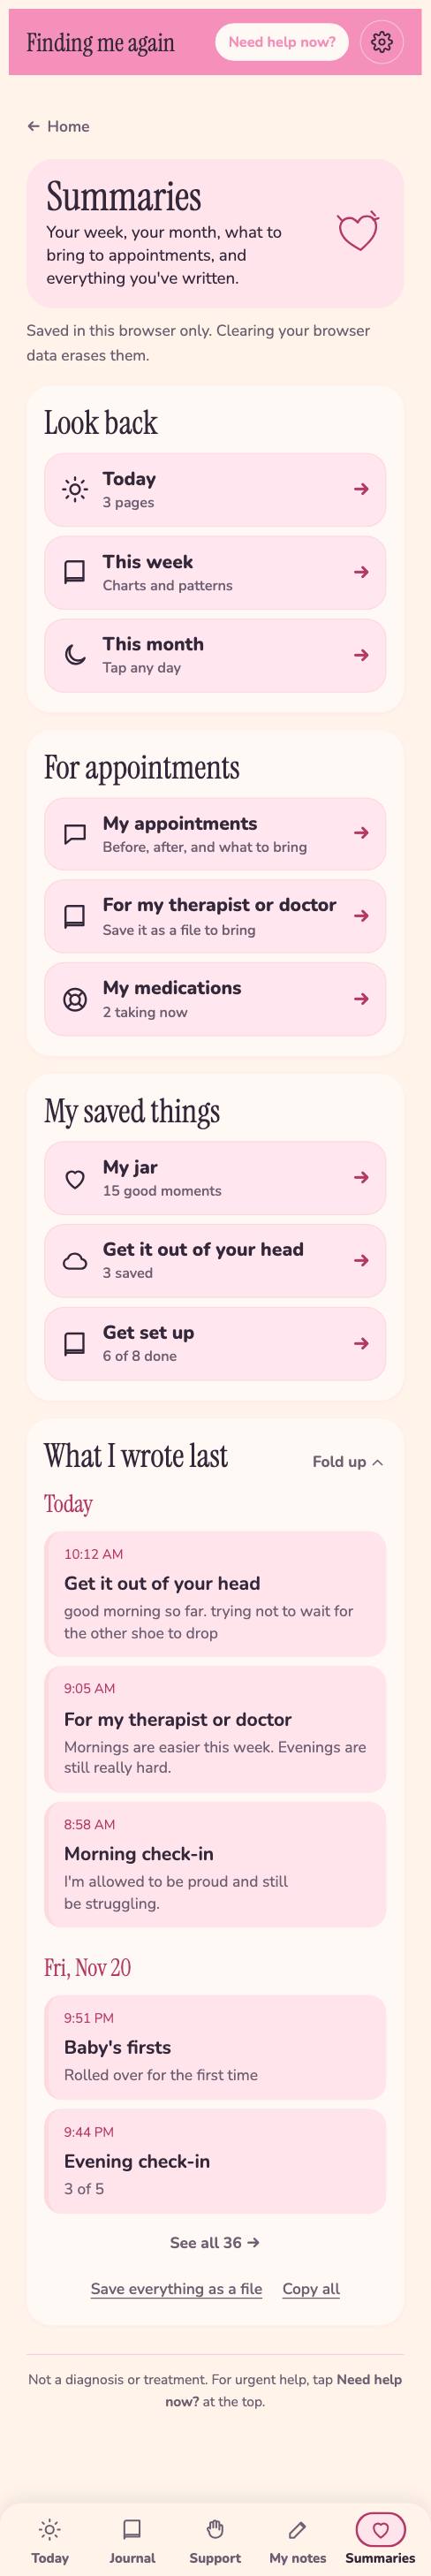 Finding me again
Need help now?
← Home
Summaries
Your week, your month, what to
bring to appointments, and
everything you've written.
Saved in this browser only. Clearing your browser
data erases them.
Look back
Today
3 pages
→
This week
Charts and patterns
→
This month
Tap any day
→
For appointments
My appointments
Before, after, and what to bring
→
For my therapist or doctor
Save it as a file to bring
→
My medications
2 taking now
→
My saved things
My jar
15 good moments
→
Get it out of your head
3 saved
→
Get set up
6 of 8 done
→
What I wrote last
Fold up
Today
10:12 AM
Get it out of your head
good morning so far. trying not to wait for
the other shoe to drop
9:05 AM
For my therapist or doctor
Mornings are easier this week. Evenings are
still really hard.
8:58 AM
Morning check-in
I'm allowed to be proud and still
be struggling.
Fri, Nov 20
9:51 PM
Baby's firsts
Rolled over for the first time
9:44 PM
Evening check-in
3 of 5
See all 36 →
Save everything as a file Copy all
Not a diagnosis or treatment. For urgent help, tap Need help
now? at the top.
Today Journal Support My notes Summaries